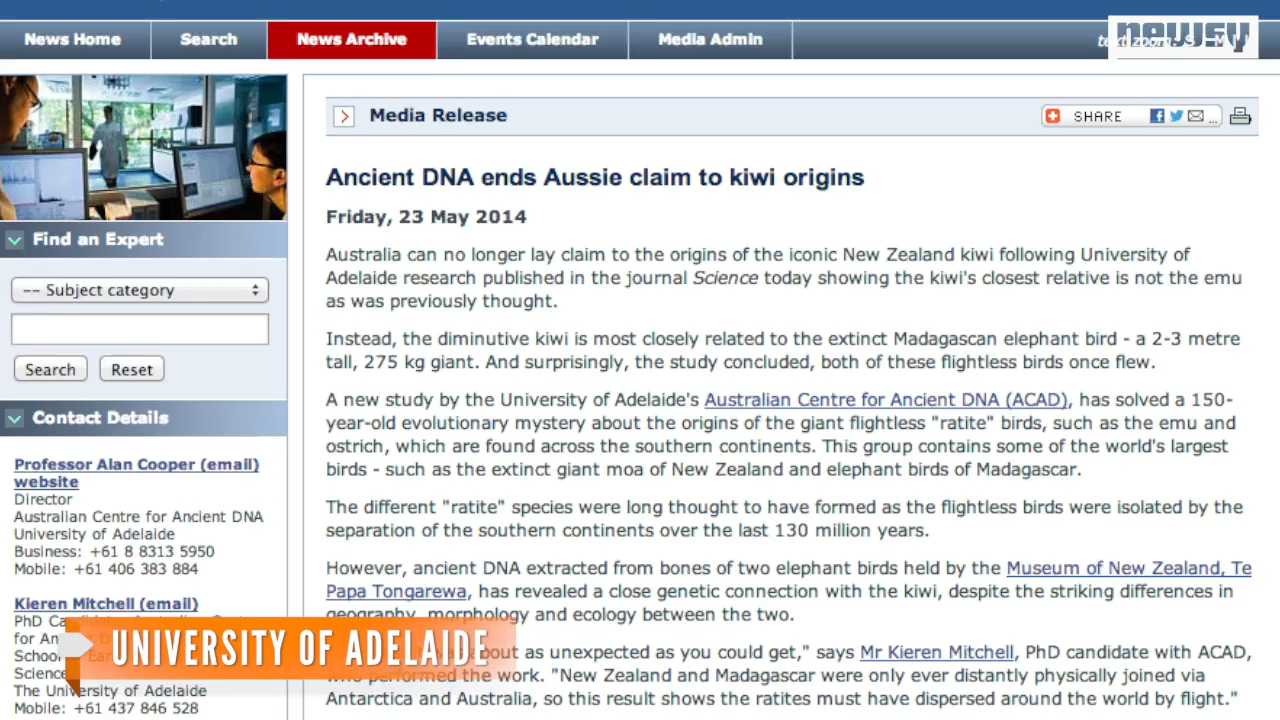 News Home
Search
News Archive
Events Calendar
Media Admin
text zoom: S
newsy
Media Release
SHARE
Ancient DNA ends Aussie claim to kiwi origins
Friday, 23 May 2014
Australia can no longer lay claim to the origins of the iconic New Zealand kiwi following University of
Adelaide research published in the journal Science today showing the kiwi's closest relative is not the emu
as was previously thought.
Instead, the diminutive kiwi is most closely related to the extinct Madagascan elephant bird - a 2-3 metre
tall, 275 kg giant. And surprisingly, the study concluded, both of these flightless birds once flew.
A new study by the University of Adelaide's Australian Centre for Ancient DNA (ACAD), has solved a 150-
year-old evolutionary mystery about the origins of the giant flightless "ratite" birds, such as the emu and
ostrich, which are found across the southern continents. This group contains some of the world's largest
birds - such as the extinct giant moa of New Zealand and elephant birds of Madagascar.
The different "ratite" species were long thought to have formed as the flightless birds were isolated by the
separation of the southern continents over the last 130 million years.
However, ancient DNA extracted from bones of two elephant birds held by the Museum of New Zealand, Te
Papa Tongarewa, has revealed a close genetic connection with the kiwi, despite the striking differences in
geography, morphology and ecology between the two.
about as unexpected as you could get," says Mr Kieren Mitchell, PhD candidate with ACAD,
who performed the work. "New Zealand and Madagascar were only ever distantly physically joined via
Antarctica and Australia, so this result shows the ratites must have dispersed around the world by flight."
Find an Expert
-- Subject category
Search
Reset
Contact Details
Professor Alan Cooper (email)
website
Director
Australian Centre for Ancient DNA
University of Adelaide
Business: +61 8 8313 5950
Mobile: +61 406 383 884
Kieren Mitchell (email)
PhD
for
School
Science
The University of Adelaide
Mobile: +61 437 846 528
UNIVERSITY OF ADELAIDE